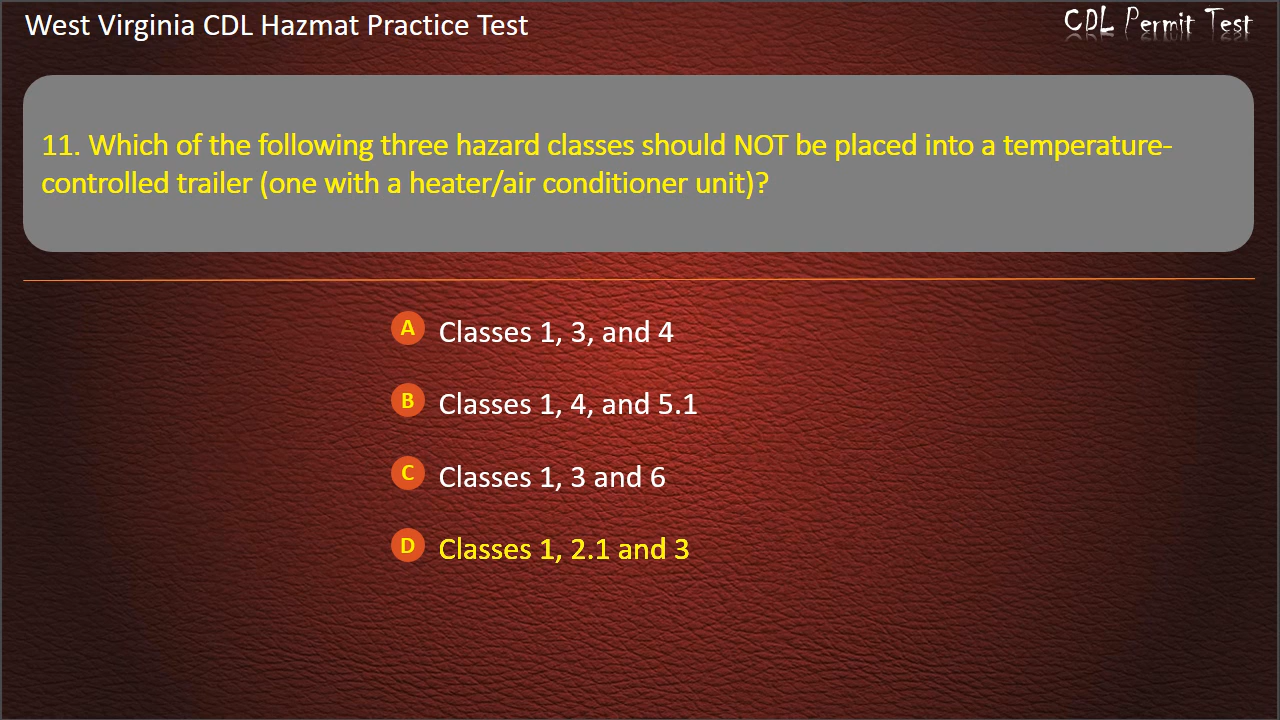 West Virginia CDL Hazmat Practice Test
CDL Permit Test
11. Which of the following three hazard classes should NOT be placed into a temperature-
controlled trailer (one with a heater/air conditioner unit)?
A Classes 1, 3, and 4
B Classes 1, 4, and 5.1
C Classes 1, 3 and 6
D Classes 1, 2.1 and 3